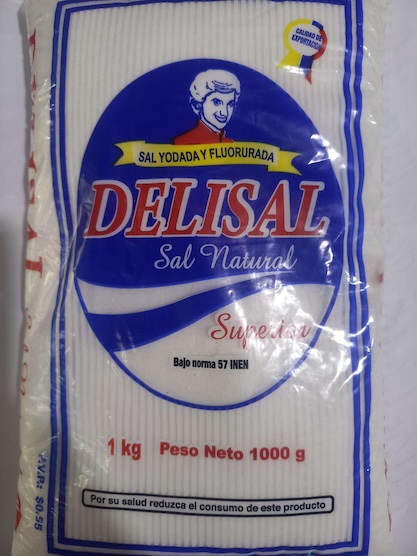 CALIDAD DE
EXPORTACIÓN
SAL YODADA Y FLUORURADA
DELISAL
Sal Natural
Superior
Bajo norma 57 INEN
1 kg Peso Neto 1000 g
P.V.P.: $0.55
Por su salud reduzca el consumo de este producto